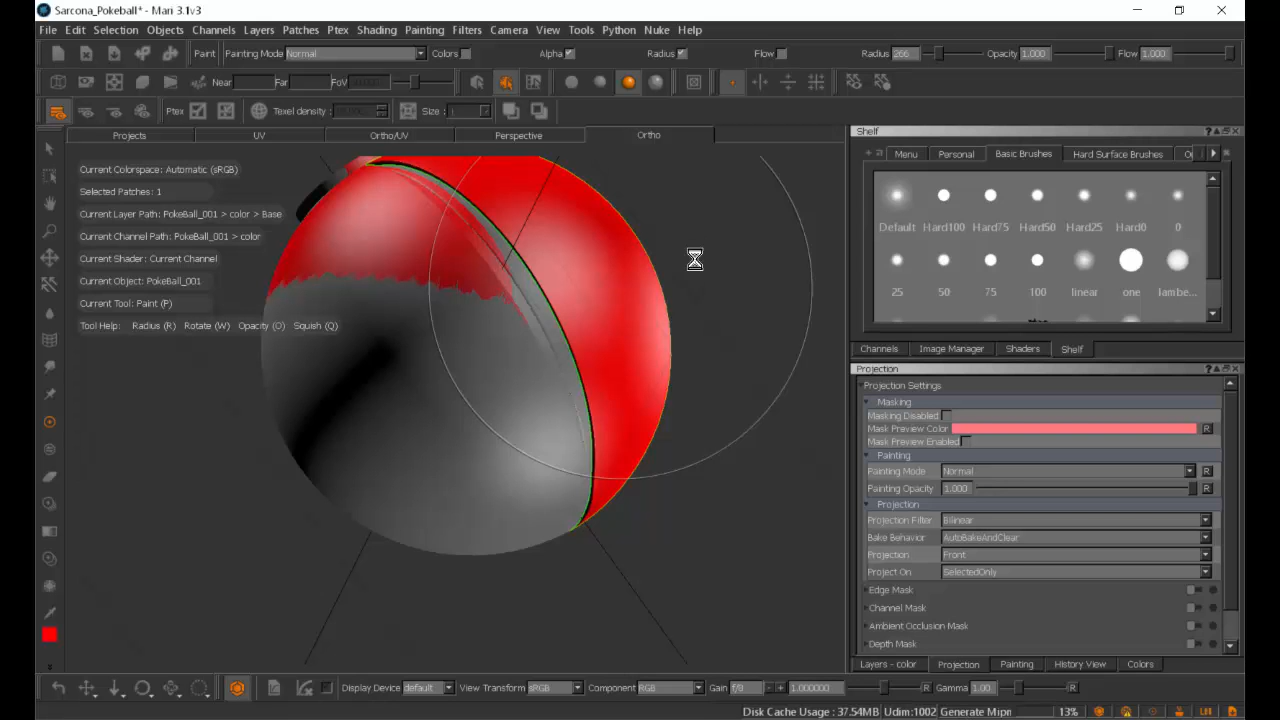 Sarcona_Pokeball* - Mari 3.1v3
File Edit Selection Objects Channels Layers Patches Ptex Shading Painting Filters Camera View Tools Python Nuke Help
Paint Painting Mode Normal Colors Alpha Radius Flow Radius 266 Opacity 1.000 Flow 1.000
Near Far FoV
Ptex Texel density: Size :
Projects UV Ortho/UV Perspective Ortho
Current Colorspace: Automatic (sRGB)
Selected Patches: 1
Current Layer Path: PokeBall_001 > color > Base
Current Channel Path: PokeBall_001 > color
Current Shader: Current Channel
Current Object: PokeBall_001
Current Tool: Paint (P)
Tool Help: Radius (R) Rotate (W) Opacity (O) Squish (Q)
Shelf
Menu Personal Basic Brushes Hard Surface Brushes
Default Hard100 Hard75 Hard50 Hard25 Hard0 0
25 50 75 100 linear one lambe...
Channels Image Manager Shaders Shelf
Projection
Projection Settings
Masking
Masking Disabled
Mask Preview Color R
Mask Preview Enabled
Painting
Painting Mode Normal R
Painting Opacity 1.000 R
Projection
Projection Filter Bilinear
Bake Behavior AutoBakeAndClear
Projection Front
Project On SelectedOnly
Edge Mask
Channel Mask
Ambient Occlusion Mask
Depth Mask
Layers - color Projection Painting History View Colors
Display Device default View Transform sRGB Component RGB Gain f/8 1.000000 R Gamma 1.00 R
Disk Cache Usage : 37.54MB Udim:1002 Generate Mipm 13%